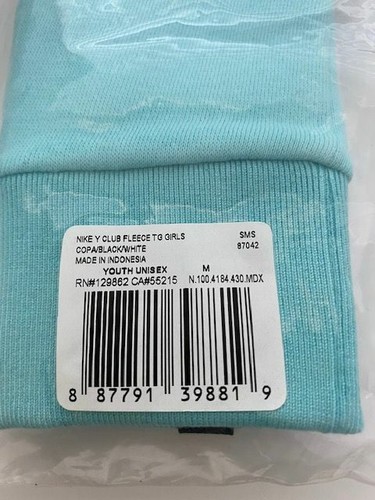 NIKE Y CLUB FLEECE TG GIRLS SMS
COPA/BLACK/WHITE 87042
MADE IN INDONESIA
YOUTH UNISEX M
RN#129862 CA#55215 N.100.4184.430.MDX
8 87791 39881 9